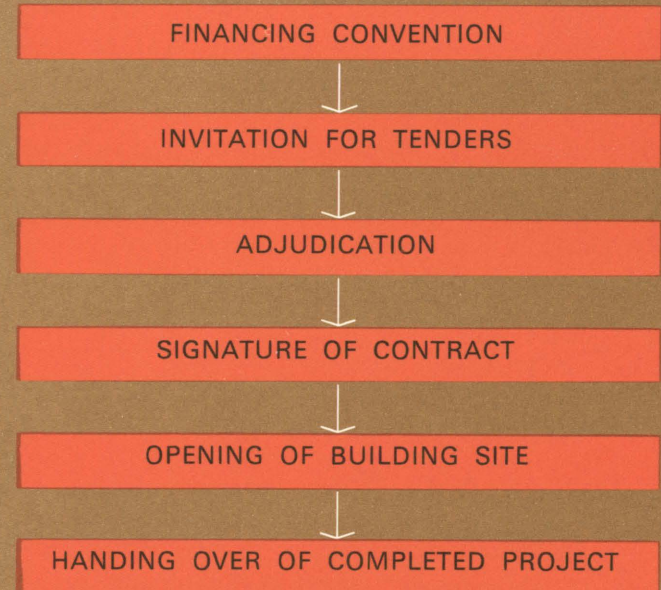 FINANCING CONVENTION
INVITATION FOR TENDERS
ADJUDICATION
SIGNATURE OF CONTRACT
OPENING OF BUILDING SITE
HANDING OVER OF COMPLETED PROJECT